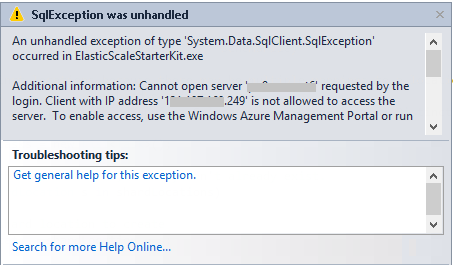 SqlException was unhandled
An unhandled exception of type 'System.Data.SqlClient.SqlException'
occurred in ElasticScaleStarterKit.exe
Additional information: Cannot open server ' requested by the
login. Client with IP address ' .249' is not allowed to access the
server. To enable access, use the Windows Azure Management Portal or run
Troubleshooting tips:
Get general help for this exception.
Search for more Help Online...